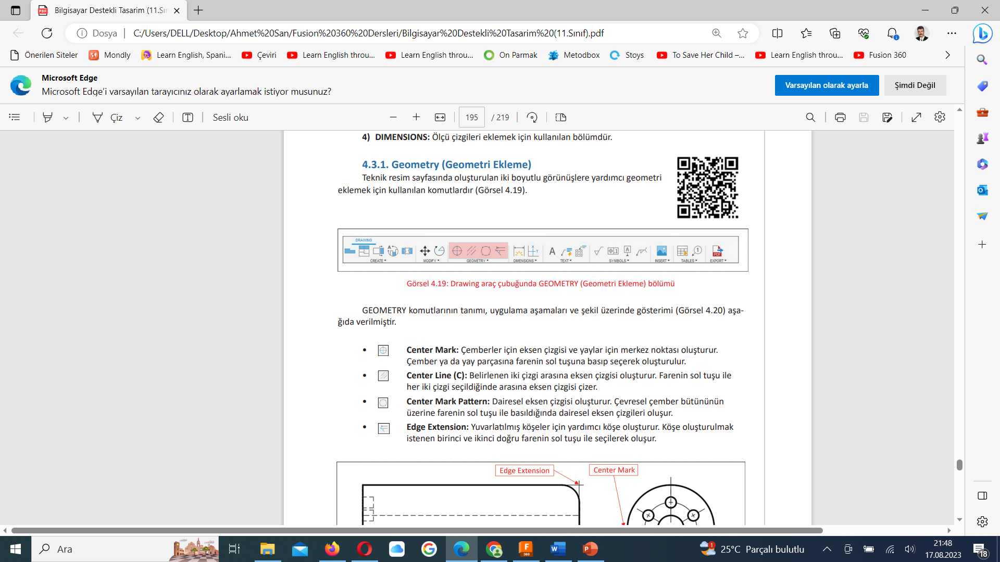 Bilgisayar Destekli Tasarim (11.Sın
Dosya
C:/Users/DELL/Desktop/Ahmet%20San/Fusion%20360%20Dersleri/Bilgisayar%20Destekli%20Tasarim%20(11.Sınıf).pdf
Önerilen Siteler
Mondly
Learn English, Spani...
Çeviri
Learn English throu...
Learn English throu...
On Parmak
Metodbox
Stoys
To Save Her Child –...
Learn English throu...
Fusion 360
Microsoft Edge
Microsoft Edge'i varsayılan tarayıcınız olarak ayarlamak istiyor musunuz?
Varsayılan olarak ayarla
Şimdi Değil
Çiz
Sesli oku
195 / 219
4) DIMENSIONS: Ölçü çizgileri eklemek için kullanılan bölümdür.
4.3.1. Geometry (Geometri Ekleme)
Teknik resim sayfasında oluşturulan iki boyutlu görünüşlere yardımcı geometri
eklemek için kullanılan komutlardır (Görsel 4.19).
DRAWING
CREATE
MODIFY
GEOMETRY
DIMENSIONS
TEXT
SYMBOLS
INSERT
TABLES
EXPORT
Görsel 4.19: Drawing araç çubuğunda GEOMETRY (Geometri Ekleme) bölümü
GEOMETRY komutlarının tanımı, uygulama aşamaları ve şekil üzerinde gösterimi (Görsel 4.20) aşa-
ğıda verilmiştir.
• Center Mark: Çemberler için eksen çizgisi ve yaylar için merkez noktası oluşturur.
Çember ya da yay parçasına farenin sol tuşuna basıp seçerek oluşturulur.
• Center Line (C): Belirlenen iki çizgi arasına eksen çizgisi oluşturur. Farenin sol tuşu ile
her iki çizgi seçildiğinde arasına eksen çizgisi çizer.
• Center Mark Pattern: Dairesel eksen çizgisi oluşturur. Çevresel çember bütününün
üzerine farenin sol tuşu ile basıldığında dairesel eksen çizgileri oluşur.
• Edge Extension: Yuvarlatılmış köşeler için yardımcı köşe oluşturur. Köşe oluşturulmak
istenen birinci ve ikinci doğru farenin sol tuşu ile seçilerek oluşur.
Edge Extension
Center Mark
Ara
25°C Parçalı bulutlu
21:48
17.08.2023
18